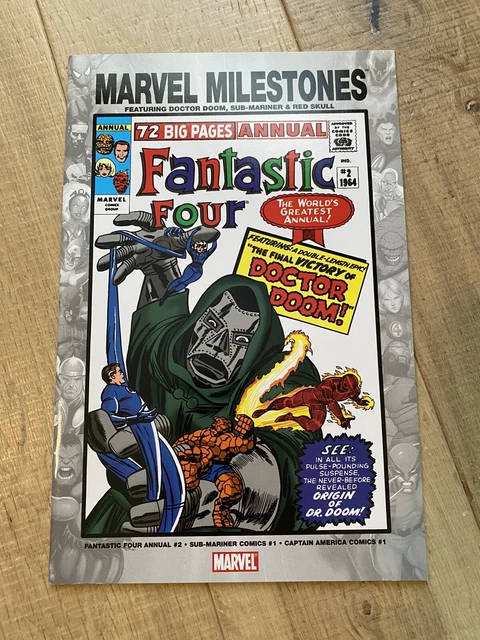 MARVEL MILESTONES
FEATURING DOCTOR DOOM, SUB-MARINER & RED SKULL
ANNUAL
72 BIG PAGES ANNUAL
APPROVED
BY THE
COMICS
CODE
AUTHORITY
MARVEL
COMICS
GROUP
IND.
#2
1964
Fantastic
Four
THE WORLD'S
GREATEST
ANNUAL!
FEATURING: A DOUBLE-LENGTH EPIC!
"THE FINAL VICTORY OF
DOCTOR
DOOM!"
SEE:
IN ALL ITS
PULSE-POUNDING
SUSPENSE,
THE NEVER-BEFORE
REVEALED
ORIGIN
OF
DR. DOOM!
FANTASTIC FOUR ANNUAL #2 • SUB-MARINER COMICS #1 • CAPTAIN AMERICA COMICS #1
MARVEL